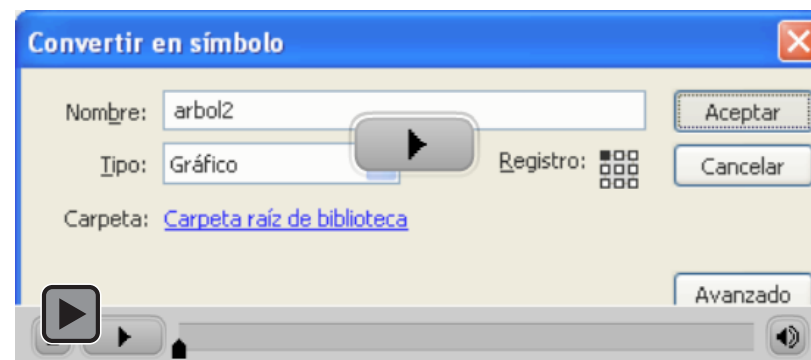 Convertir en símbolo
Nombre: arbol2 Aceptar
Tipo: Gráfico Registro: Cancelar
Carpeta: Carpeta raíz de biblioteca
Avanzado